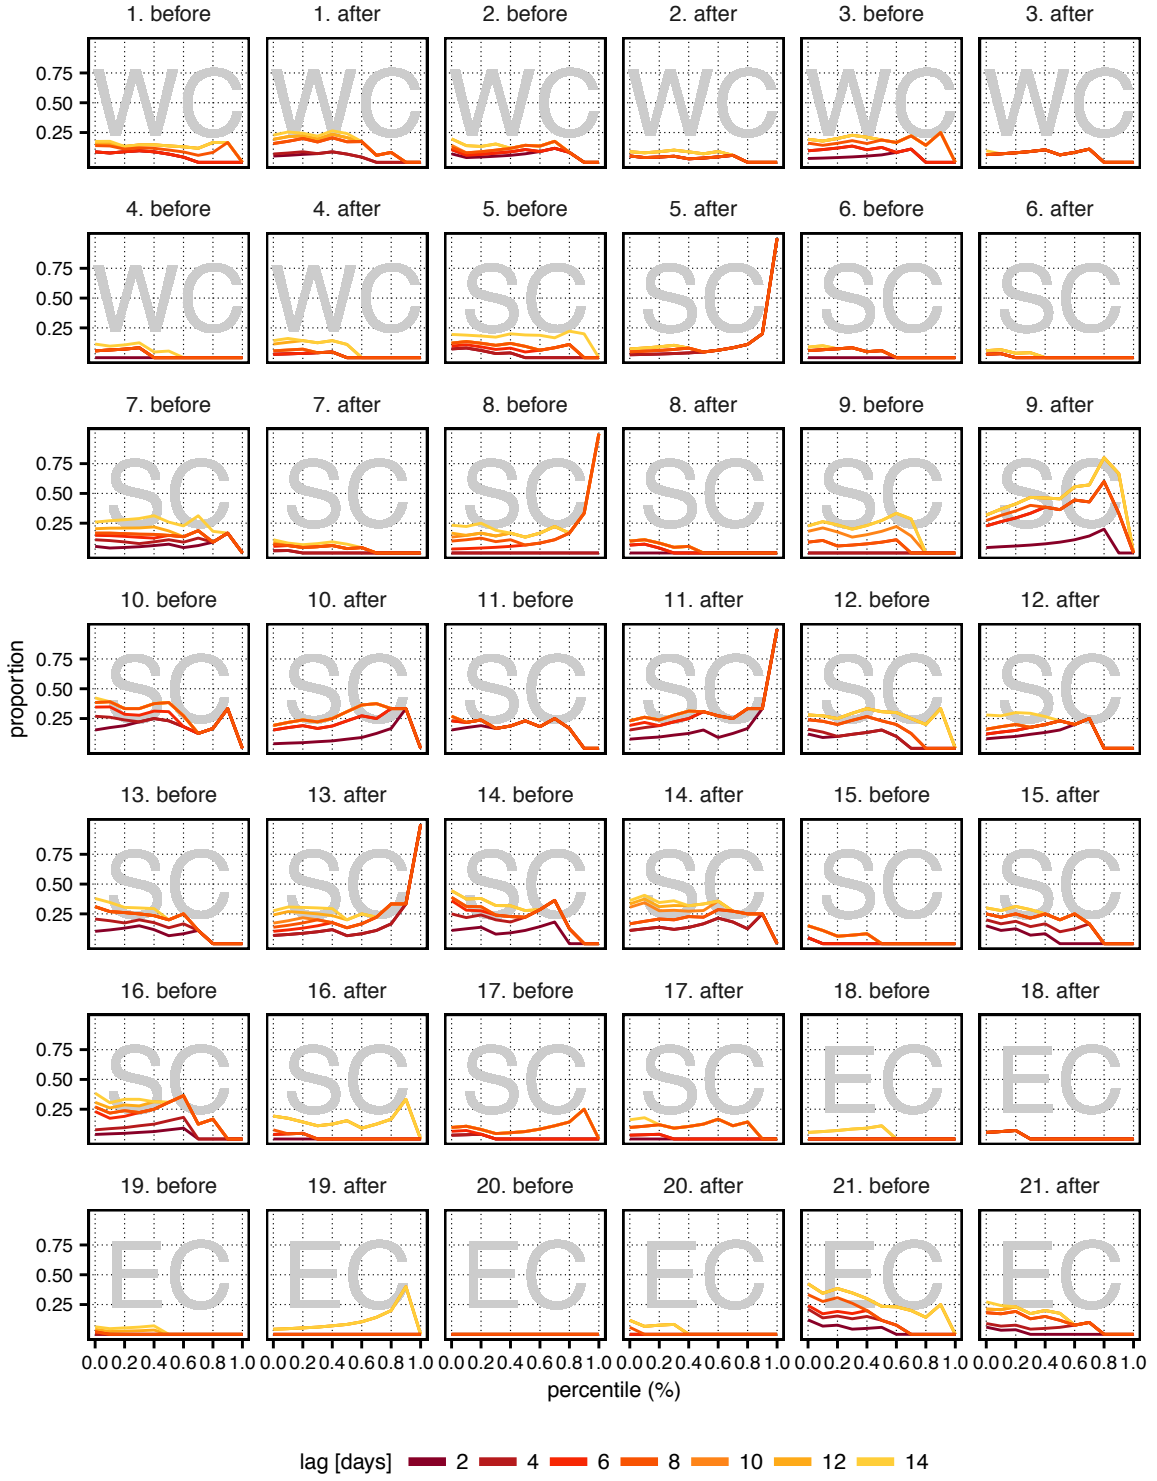 1. before 1. after 2. before 2. after 3. before 3. after
0.75 WC WC WC WC WC WC
0.50
0.25
4. before 4. after 5. before 5. after 6. before 6. after
0.75 WC WC SC SC SC SC
0.50
0.25
7. before 7. after 8. before 8. after 9. before 9. after
0.75 SC SC SC SC SC SC
0.50
0.25
10. before 10. after 11. before 11. after 12. before 12. after
proportion
0.75 SC SC SC SC SC SC
0.50
0.25
13. before 13. after 14. before 14. after 15. before 15. after
0.75 SC SC SC SC SC SC
0.50
0.25
16. before 16. after 17. before 17. after 18. before 18. after
0.75 SC SC SC SC EC EC
0.50
0.25
19. before 19. after 20. before 20. after 21. before 21. after
0.75 EC EC EC EC EC EC
0.50
0.25
0.0 0.2 0.4 0.6 0.8 1.0 0.0 0.2 0.4 0.6 0.8 1.0 0.0 0.2 0.4 0.6 0.8 1.0 0.0 0.2 0.4 0.6 0.8 1.0 0.0 0.2 0.4 0.6 0.8 1.0 0.0 0.2 0.4 0.6 0.8 1.0
percentile (%)
lag [days] 2 4 6 8 10 12 14